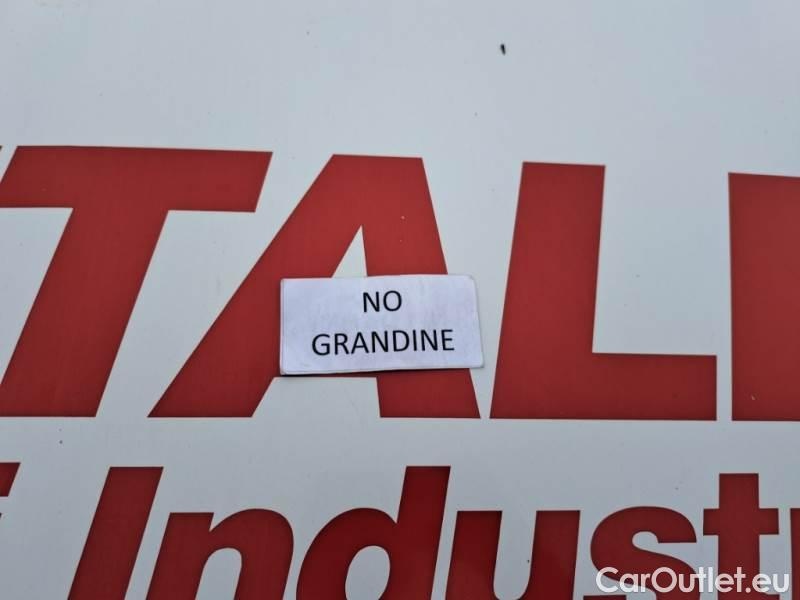 TAL
NO
GRANDINE
Indust
CarOutlet.eu